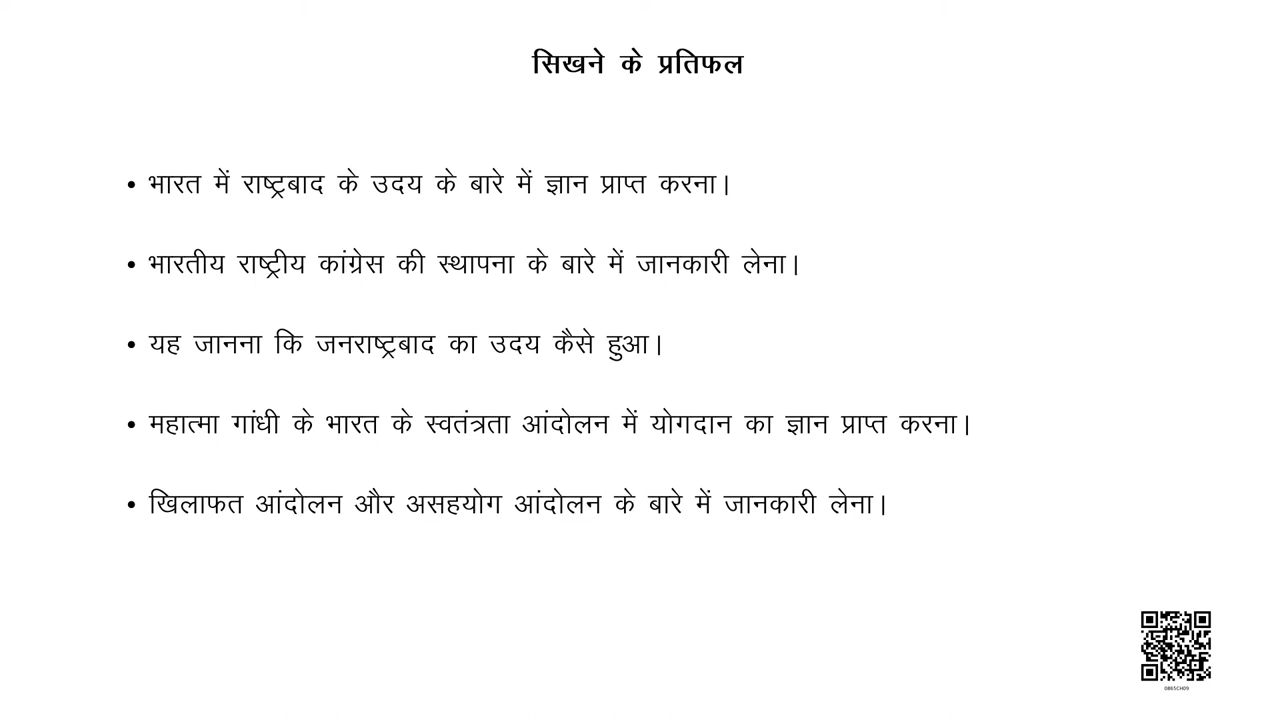 सिखने के प्रतिफल
• भारत में राष्ट्रबाद के उदय के बारे में ज्ञान प्राप्त करना।
• भारतीय राष्ट्रीय कांग्रेस की स्थापना के बारे में जानकारी लेना।
• यह जानना कि जनराष्ट्रबाद का उदय कैसे हुआ।
• महात्मा गांधी के भारत के स्वतंत्रता आंदोलन में योगदान का ज्ञान प्राप्त करना।
• खिलाफत आंदोलन और असहयोग आंदोलन के बारे में जानकारी लेना।
0865CH09